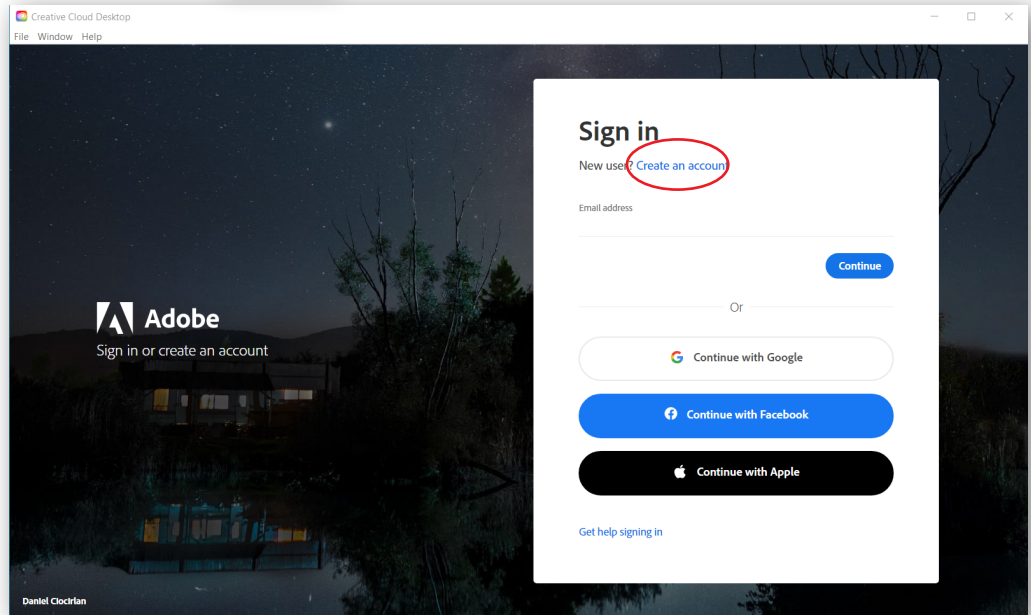 Creative Cloud Desktop
File Window Help
Sign in
New user? Create an account
Email address
Continue
Or
Continue with Google
Continue with Facebook
Continue with Apple
Get help signing in
Adobe
Sign in or create an account
Daniel Ciocirlan